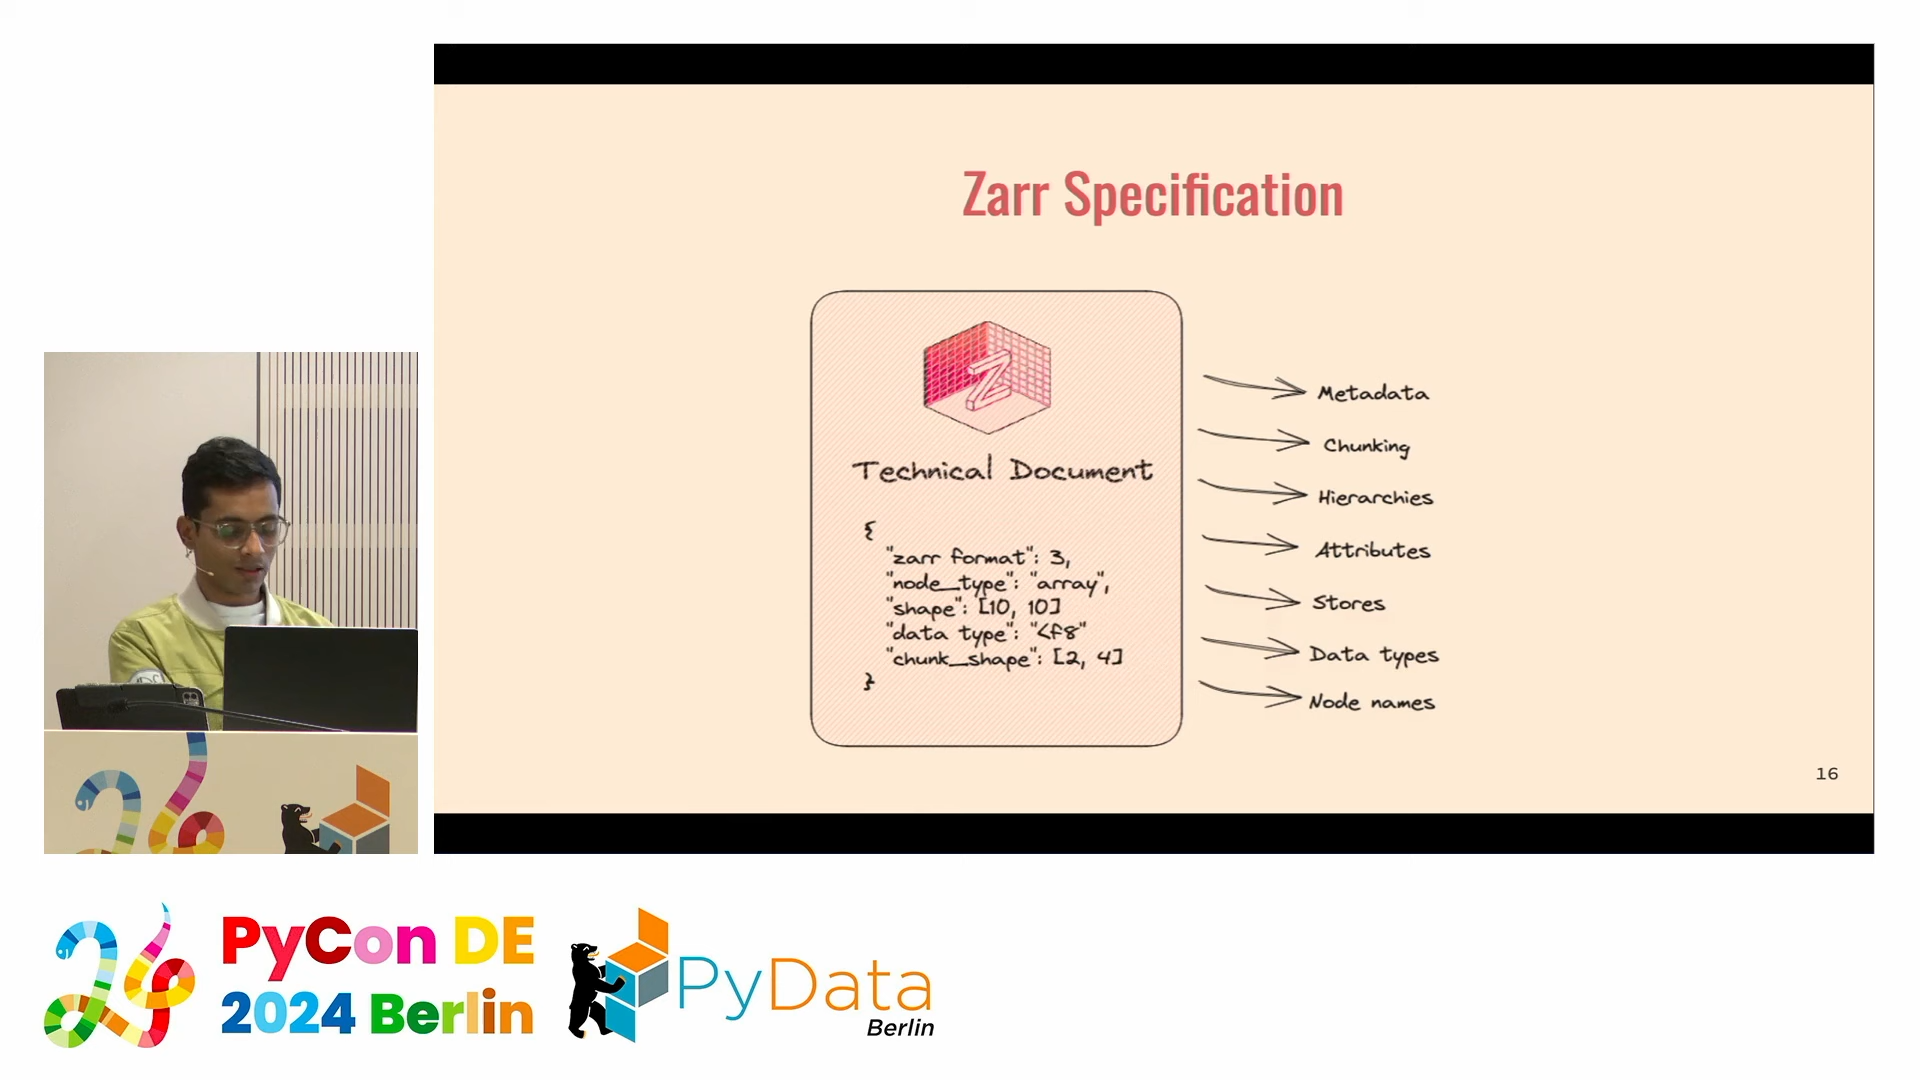 Zarr Specification
Technical Document
{
"zarr format": 3,
"node_type": "array",
"shape": [10, 10]
"data type": "<f8"
"chunk_shape": [2, 4]
}
Metadata
Chunking
Hierarchies
Attributes
Stores
Data types
Node names
16
PyCon DE
2024 Berlin
PyData
Berlin